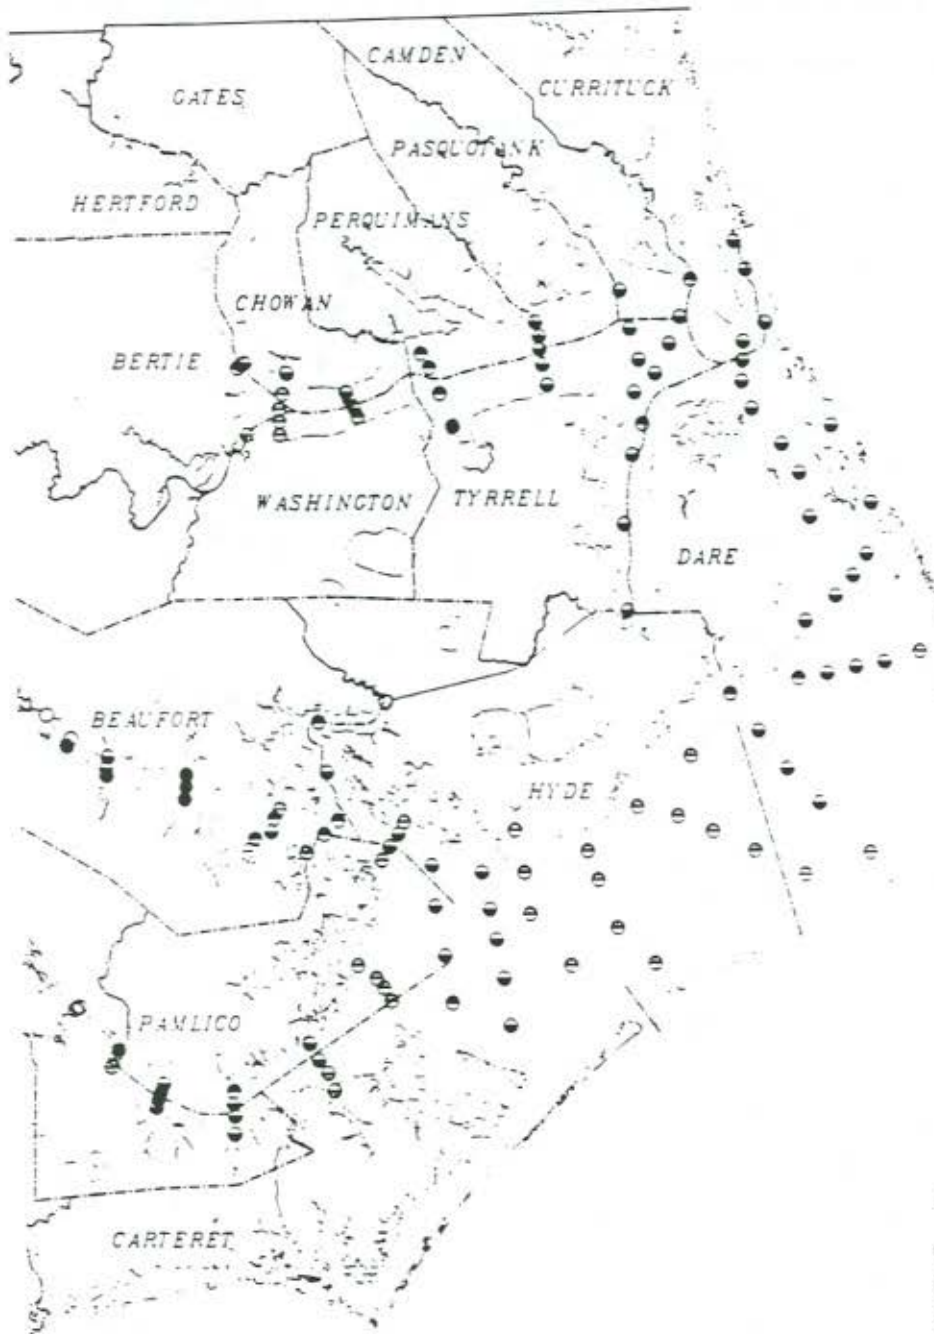 CAMDEN
CURRITUCK
GATES
PASQUOTANK
HERTFORD
PERQUIMANS
CHOWAN
BERTIE
WASHINGTON
TYRRELL
DARE
BEAUFORT
HYDE
PAMLICO
CARTERET